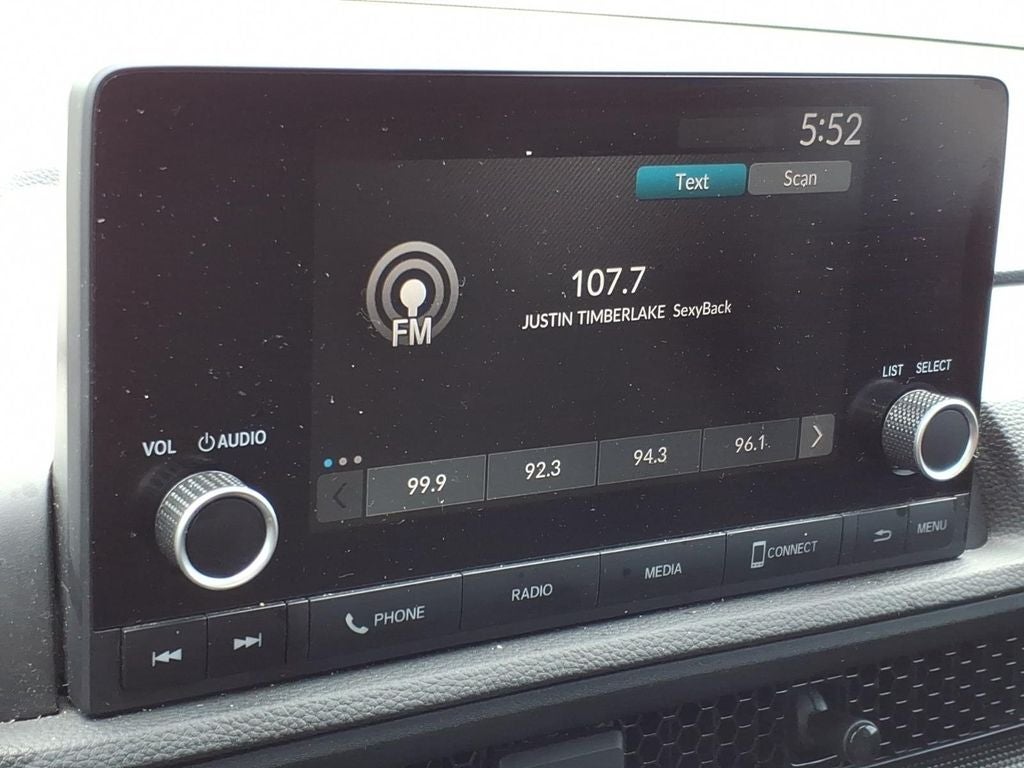 5:52
Text Scan
107.7
FM
JUSTIN TIMBERLAKE SexyBack
LIST SELECT
VOL AUDIO
99.9 92.3 94.3 96.1
PHONE RADIO MEDIA CONNECT MENU